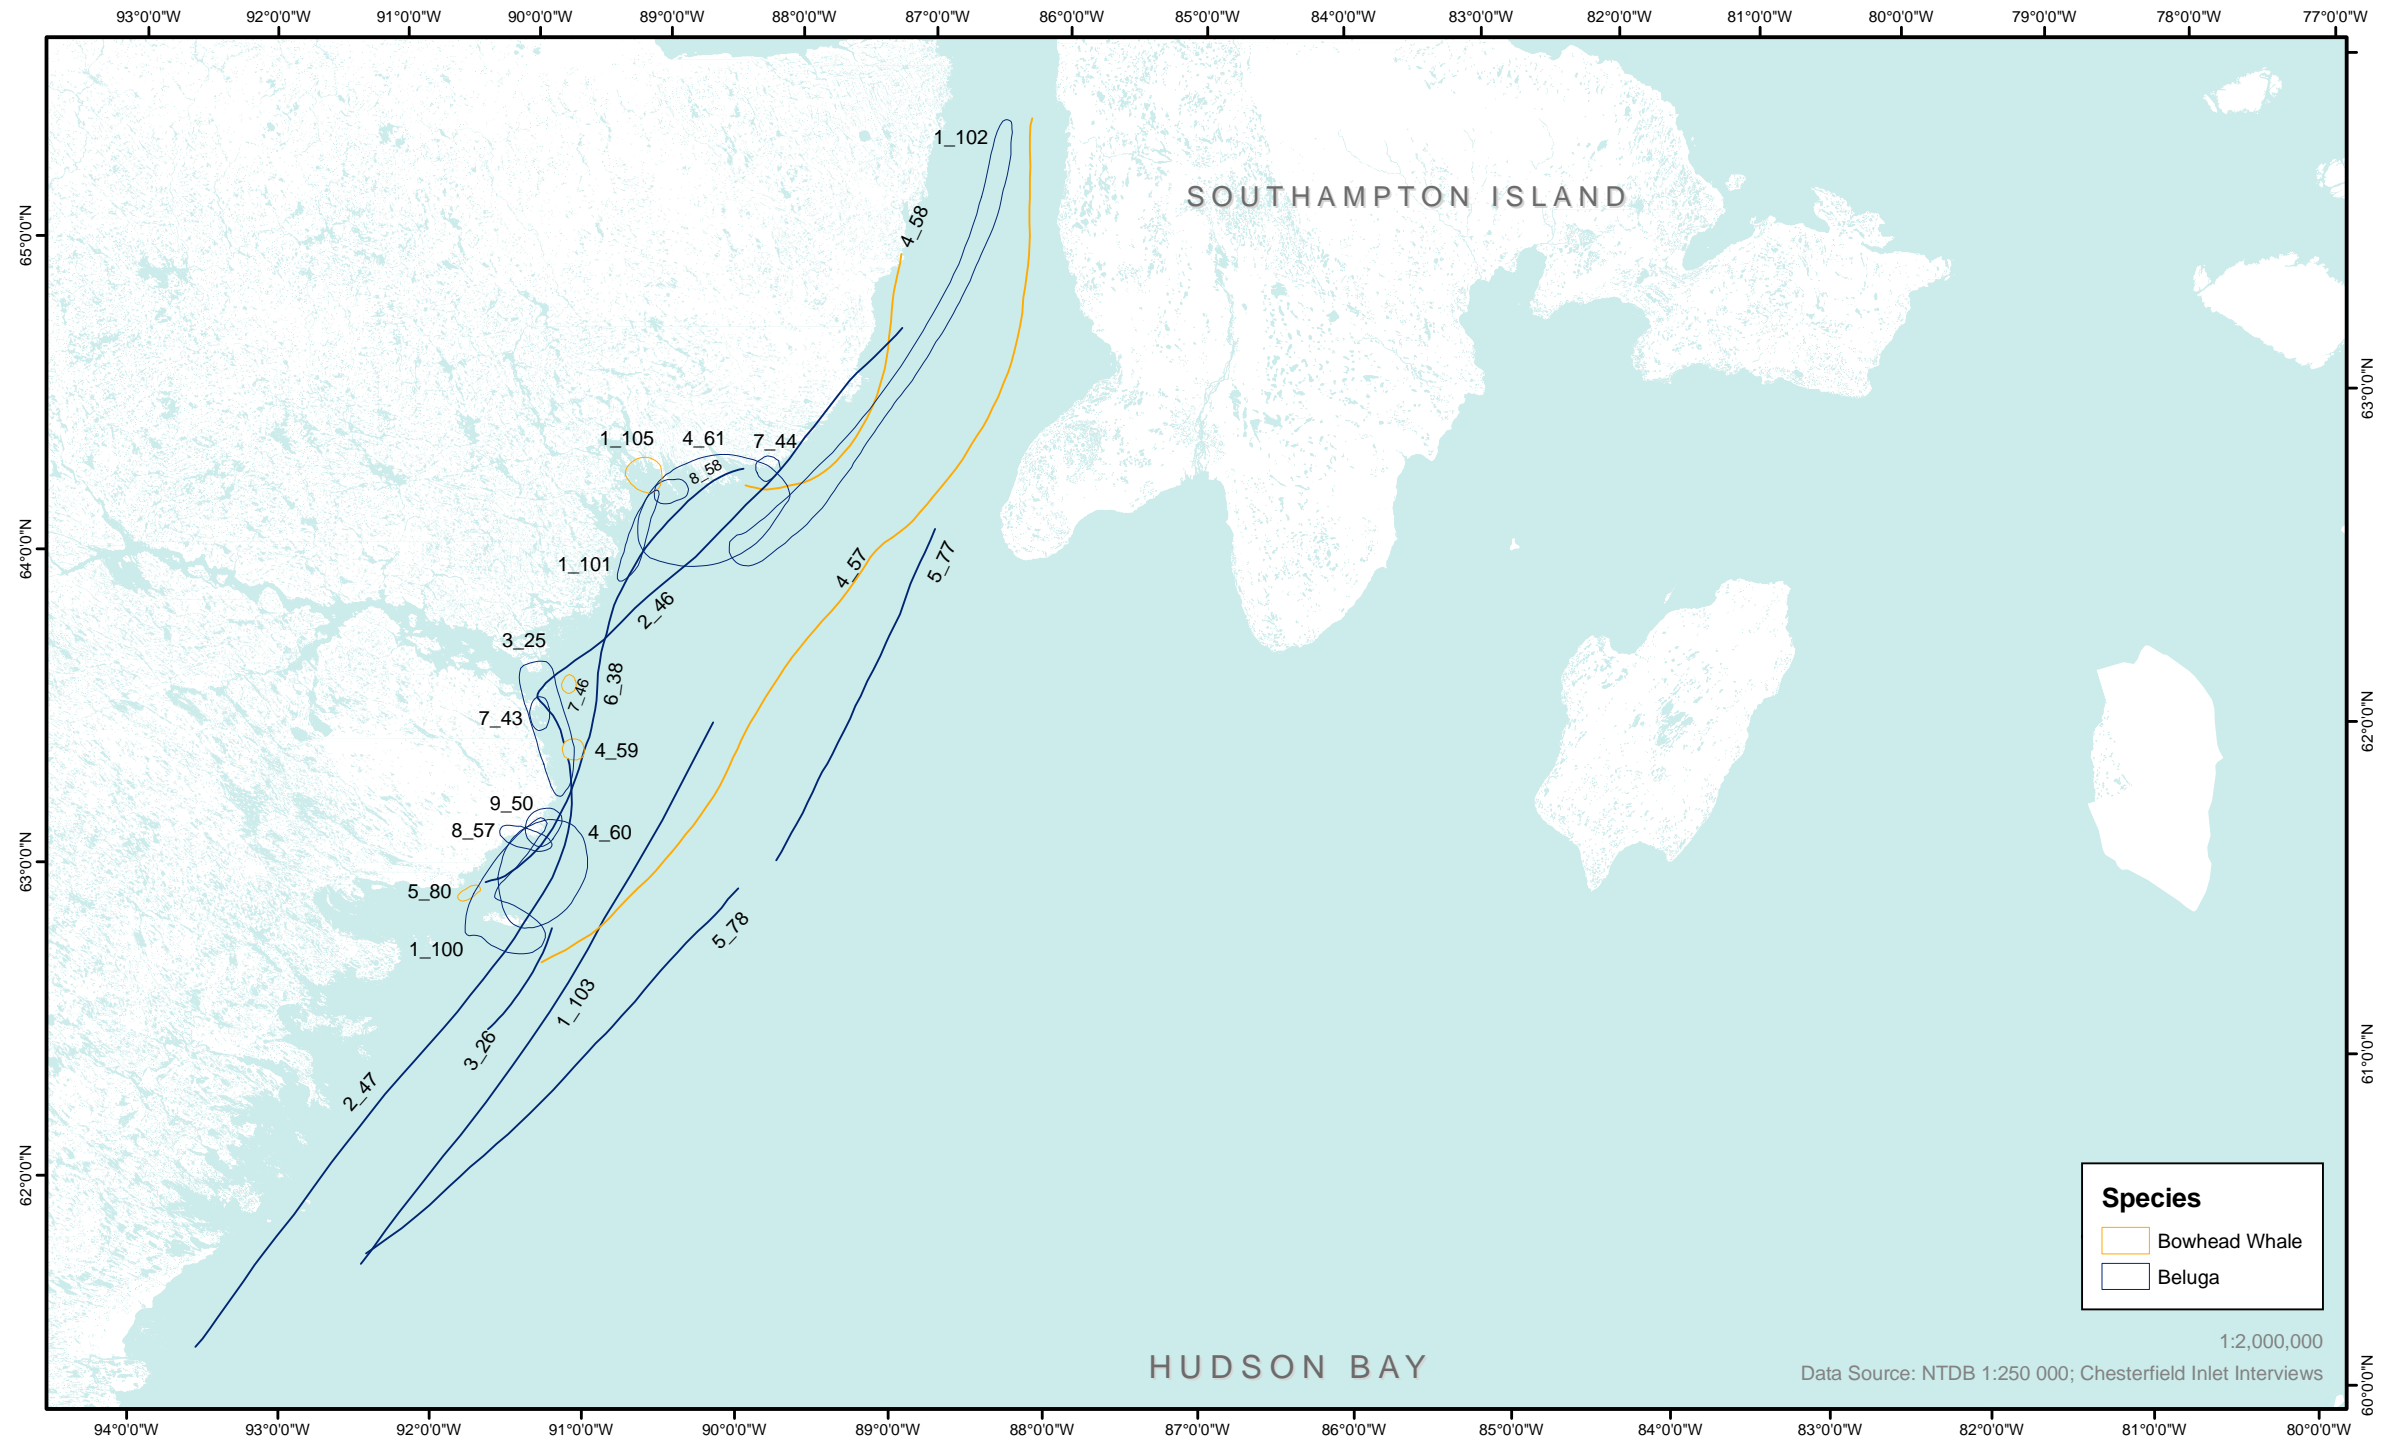 93°0'0"W 92°0'0"W 91°0'0"W 90°0'0"W 89°0'0"W 88°0'0"W 87°0'0"W 86°0'0"W 85°0'0"W 84°0'0"W 83°0'0"W 82°0'0"W 81°0'0"W 80°0'0"W 79°0'0"W 78°0'0"W 77°0'0"W
1_102
SOUTHAMPTON ISLAND
4_58
65°0'0"N
63°0'0"N
1_105
4_61
7_44
8_58
64°0'0"N
1_101
4_57
5_77
2_46
3_25
6_38
7_46
7_43
62°0'0"N
4_59
9_50
8_57
4_60
63°0'0"N
5_80
5_78
1_100
1_103
3_26
61°0'0"N
2_47
62°0'0"N
Species
Bowhead Whale
Beluga
1:2,000,000
HUDSON BAY
Data Source: NTDB 1:250 000; Chesterfield Inlet Interviews
60°0'0"N
94°0'0"W 93°0'0"W 92°0'0"W 91°0'0"W 90°0'0"W 89°0'0"W 88°0'0"W 87°0'0"W 86°0'0"W 85°0'0"W 84°0'0"W 83°0'0"W 82°0'0"W 81°0'0"W 80°0'0"W